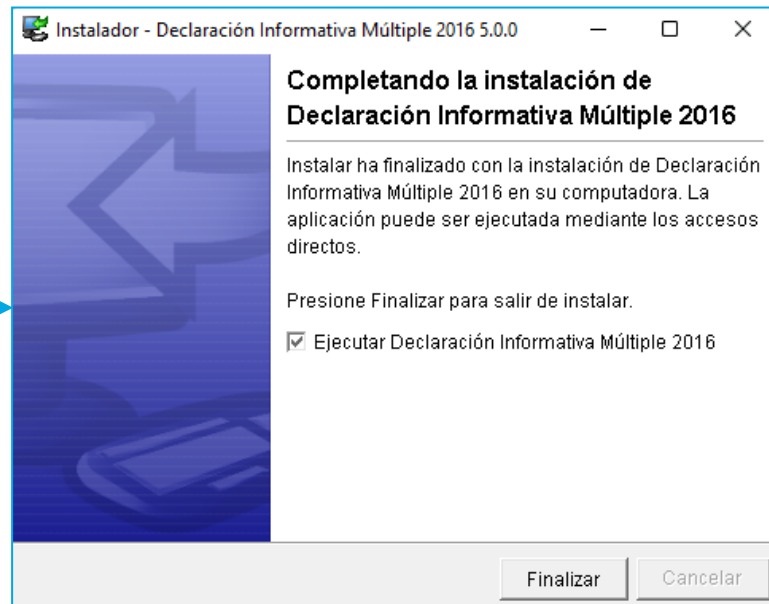 Instalador - Declaración Informativa Múltiple 2016 5.0.0
Completando la instalación de
Declaración Informativa Múltiple 2016
Instalar ha finalizado con la instalación de Declaración
Informativa Múltiple 2016 en su computadora. La
aplicación puede ser ejecutada mediante los accesos
directos.
Presione Finalizar para salir de instalar.
Ejecutar Declaración Informativa Múltiple 2016
Finalizar
Cancelar